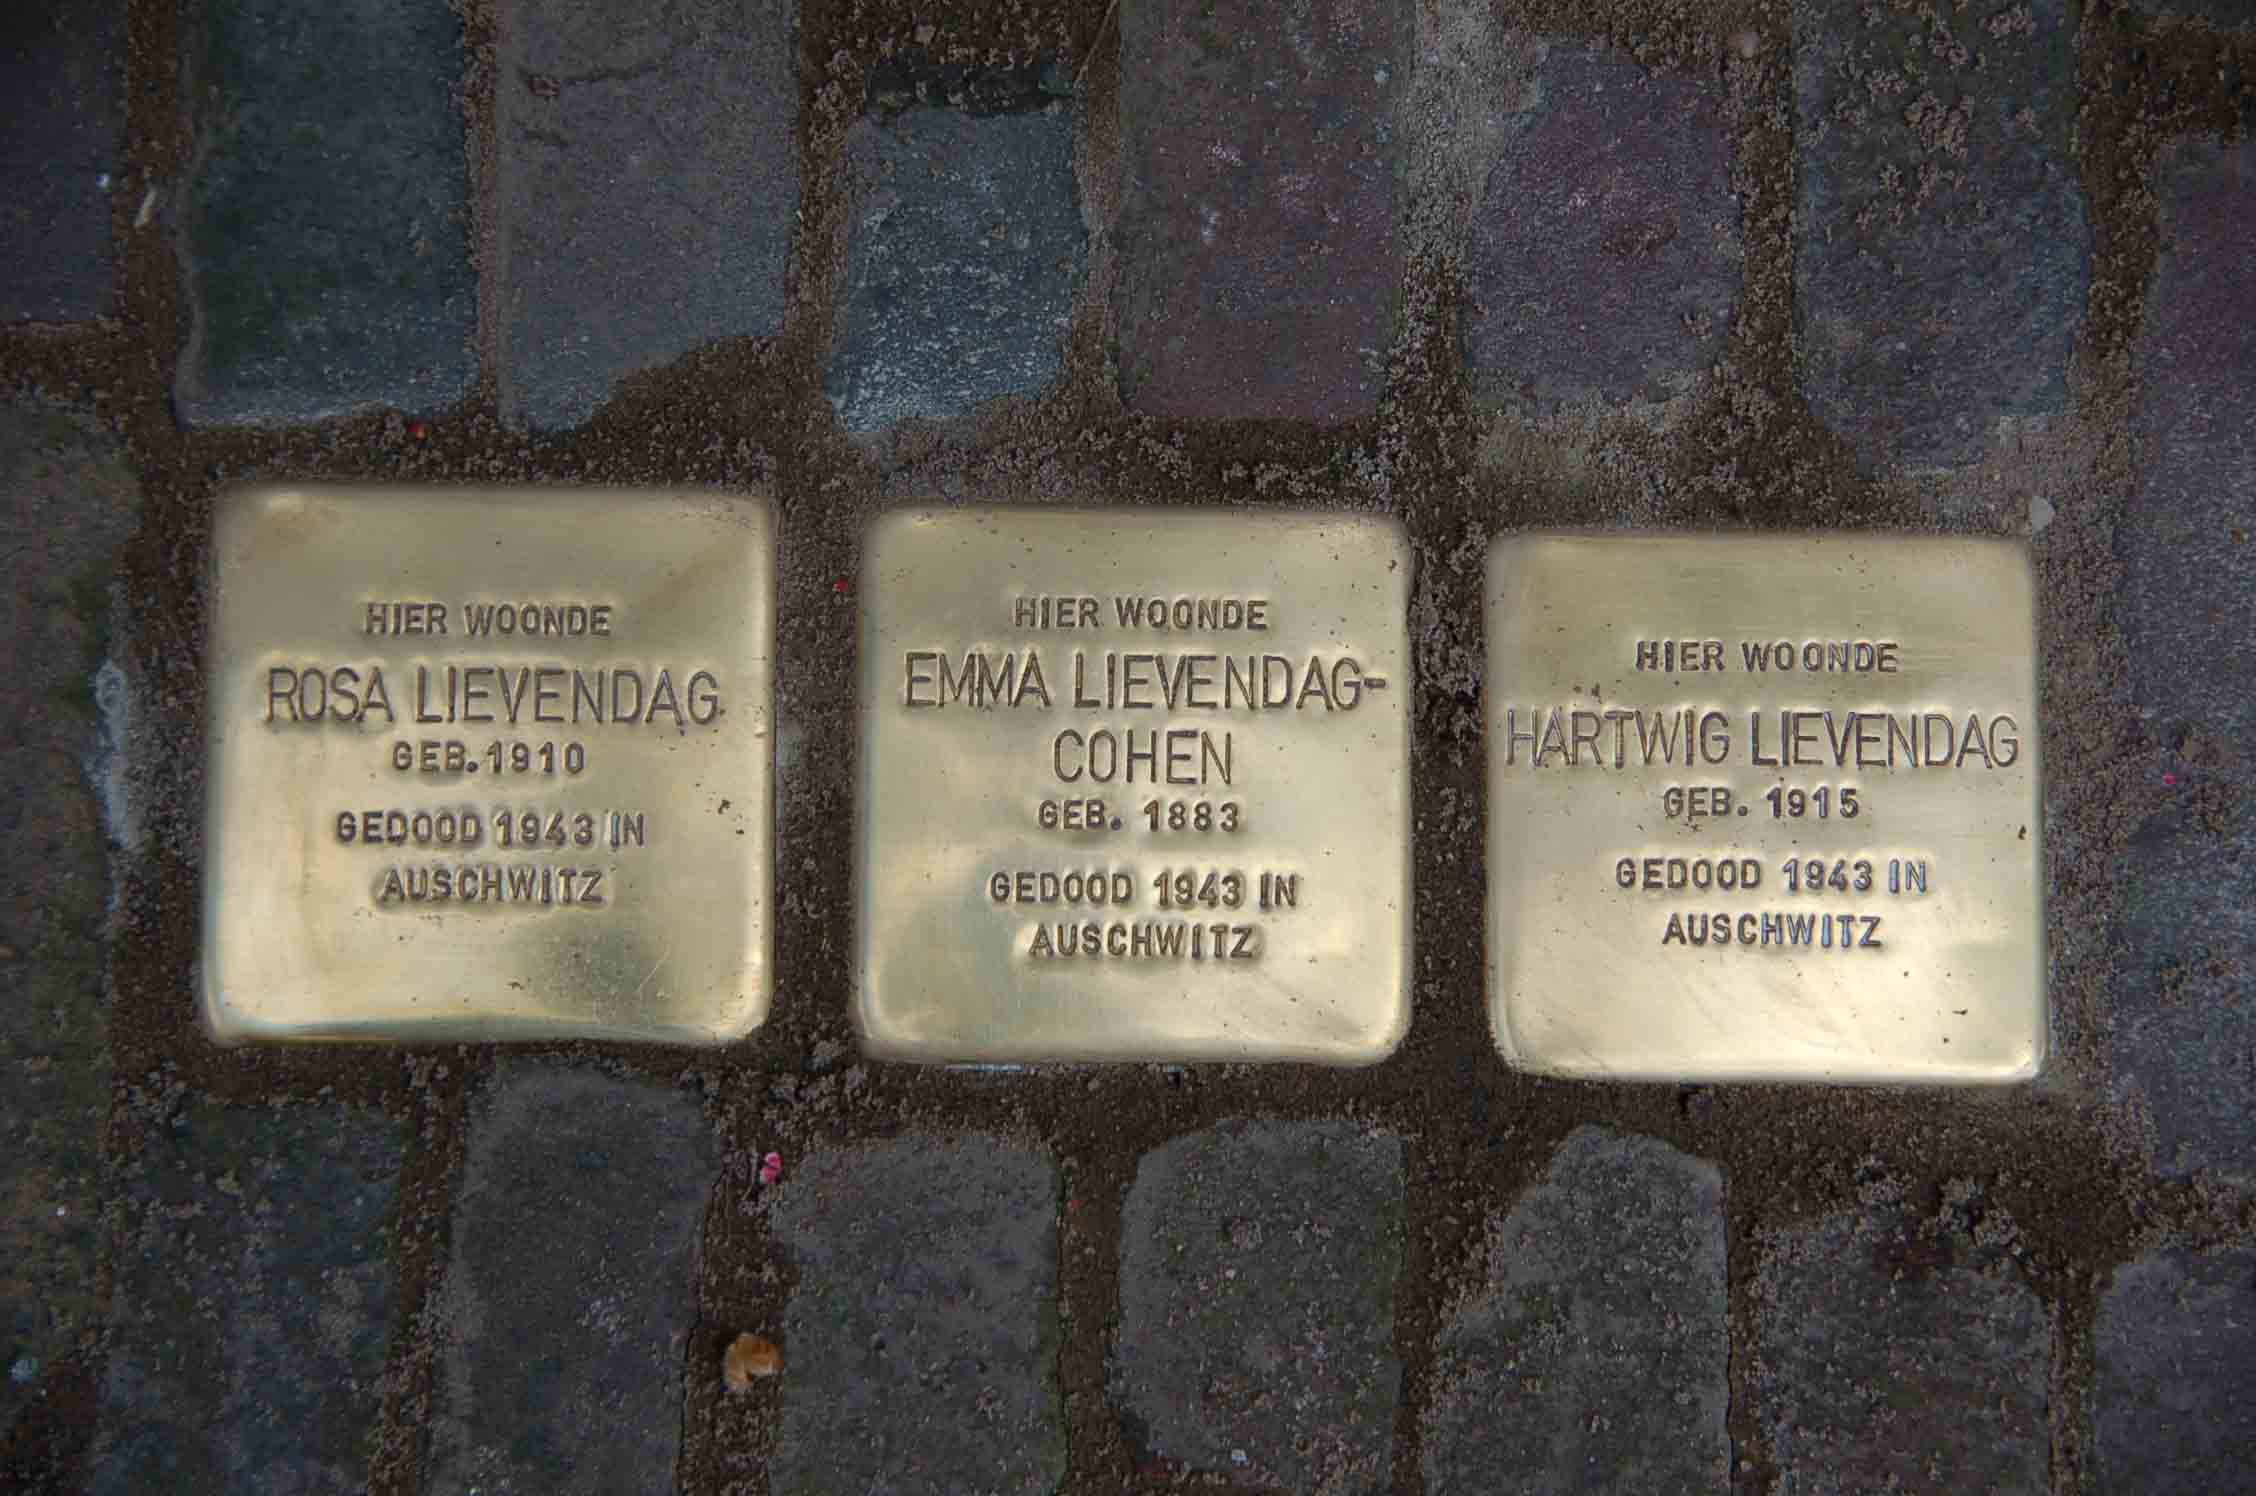 HIER WOONDE
ROSA LIEVENDAG
GEB.1910
GEDOOD 1943 IN
AUSCHWITZ
HIER WOONDE
EMMA LIEVENDAG-
COHEN
GEB. 1883
GEDOOD 1943 IN
AUSCHWITZ
HIER WOONDE
HARTWIG LIEVENDAG
GEB. 1915
GEDOOD 1943 IN
AUSCHWITZ